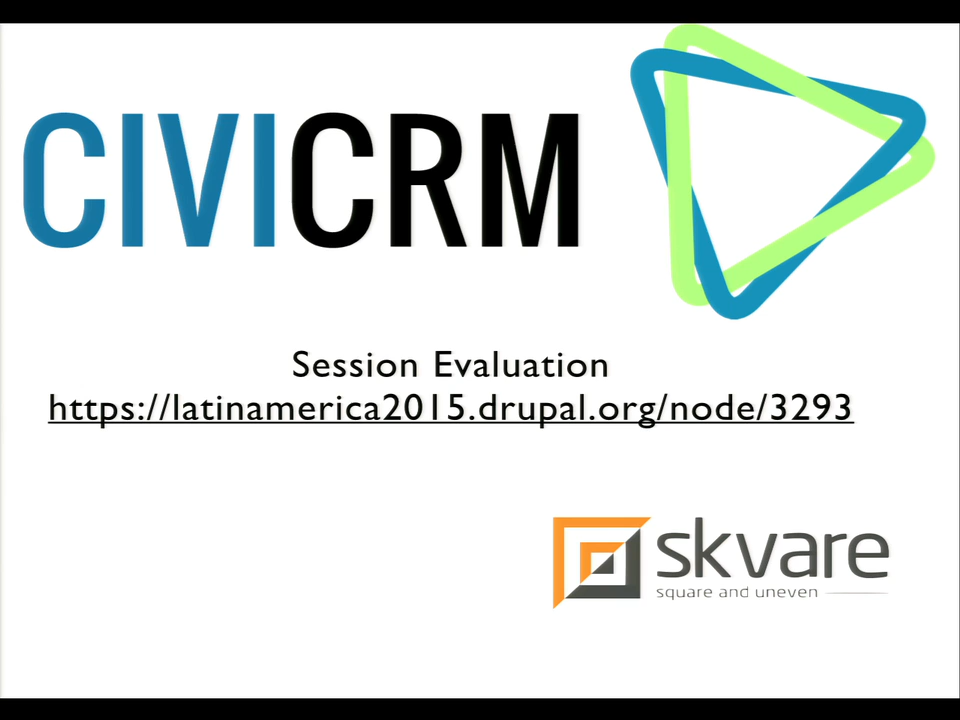 CIVICRM
Session Evaluation
https://latinamerica2015.drupal.org/node/3293
skvare
square and uneven